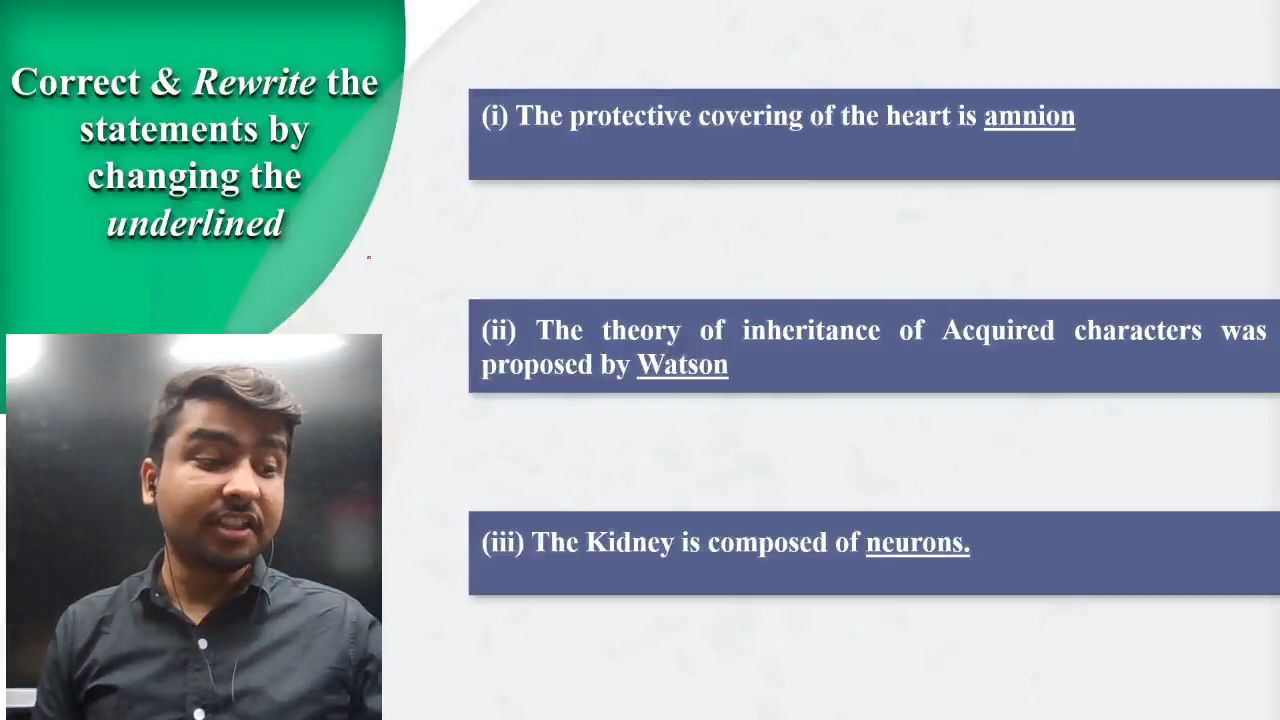 Correct & Rewrite the
statements by
changing the
underlined
(i) The protective covering of the heart is amnion
(ii) The theory of inheritance of Acquired characters was
proposed by Watson
(iii) The Kidney is composed of neurons.